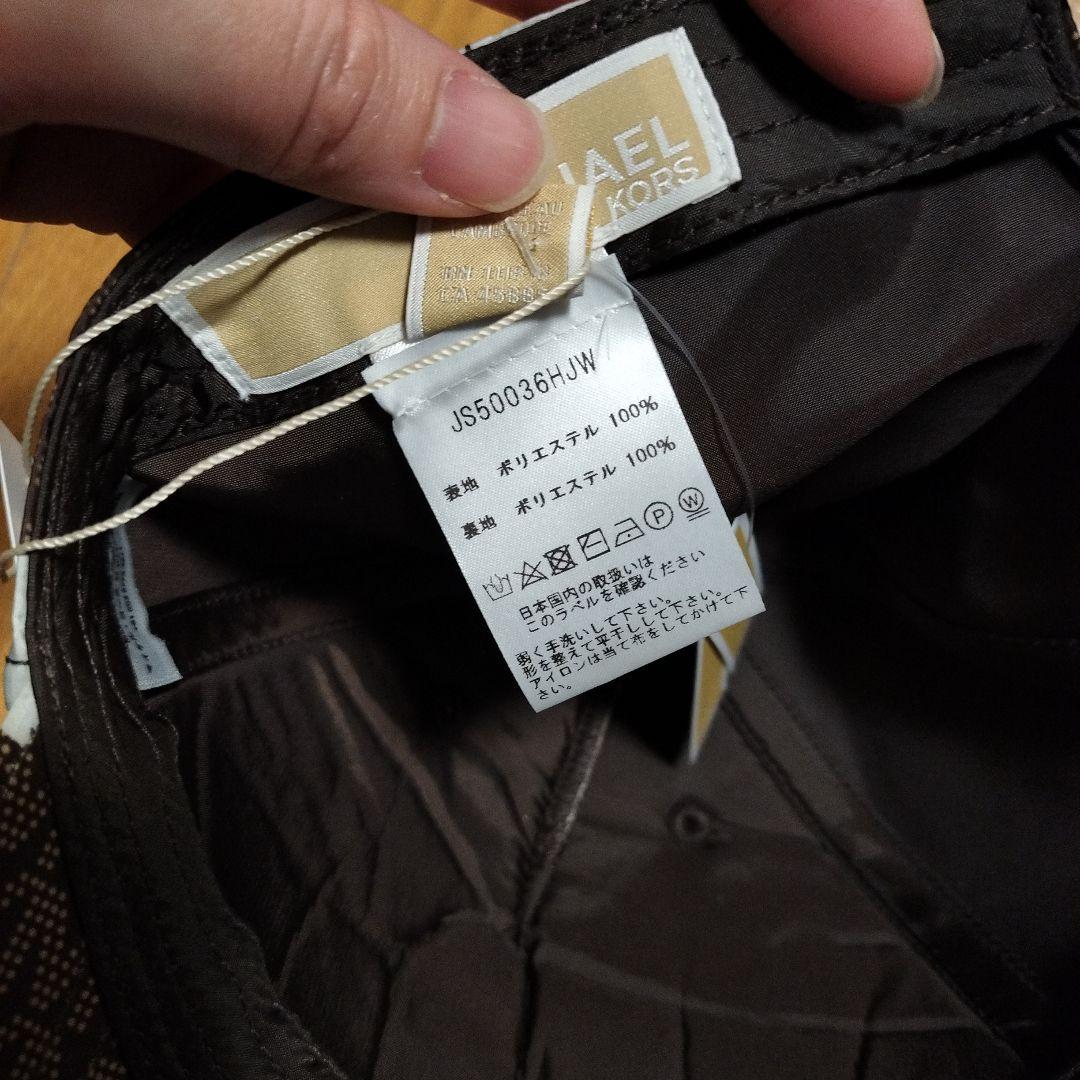 KORS
JS50036HJW
表地 ポリエステル 100%
裏地 ポリエステル 100%
P W
日本国内の取扱いは
このラベルを確認ください
弱く手洗いして下さい。
形を整えて平干しして下さい。
アイロンは当て布をしてかけて下
さい。